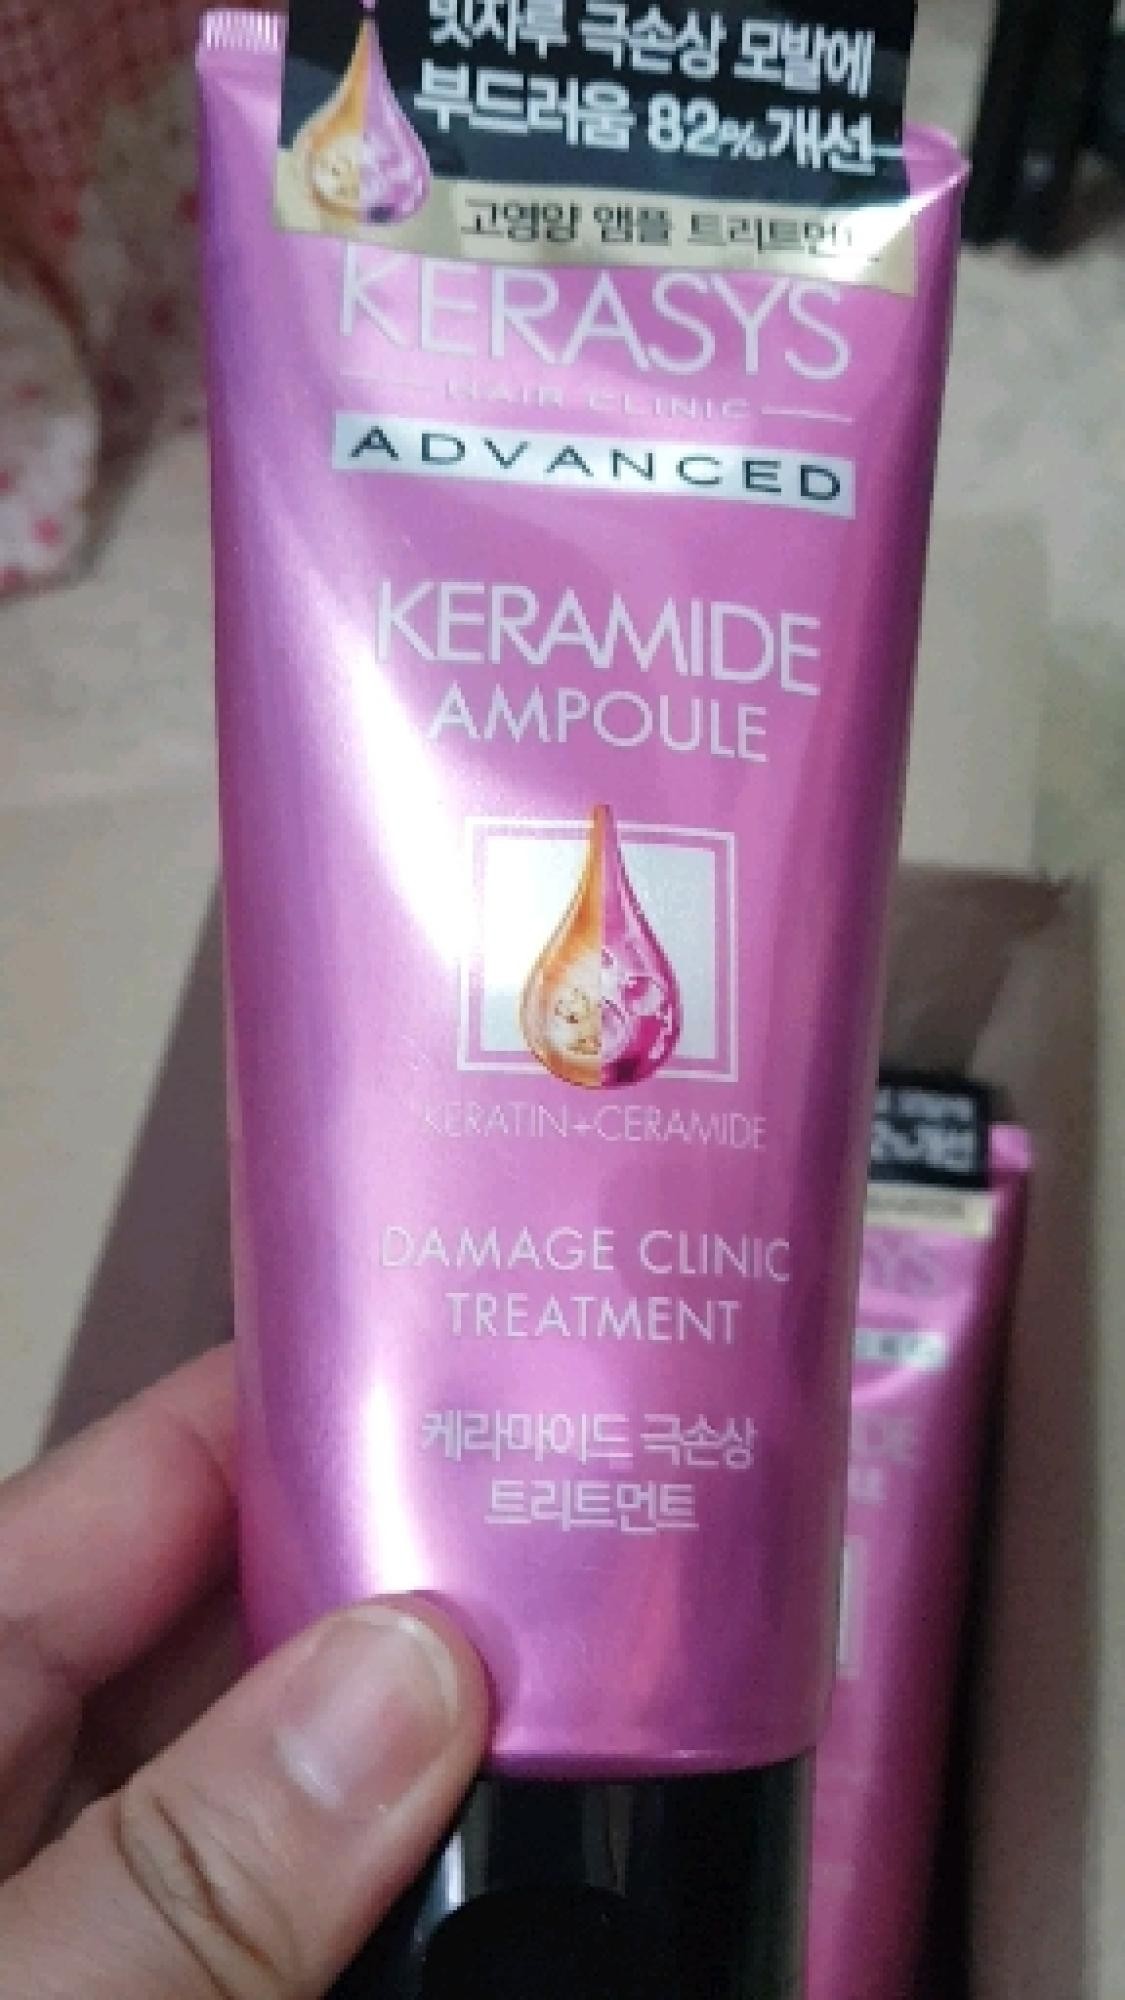 빗자루 극손상 모발에
부드러움 82% 개선
고영양 앰플 트리트먼트
KERASYS
HAIR CLINIC
ADVANCED
KERAMIDE
AMPOULE
KERATIN+CERAMIDE
DAMAGE CLINIC
TREATMENT
케라마이드 극손상
트리트먼트